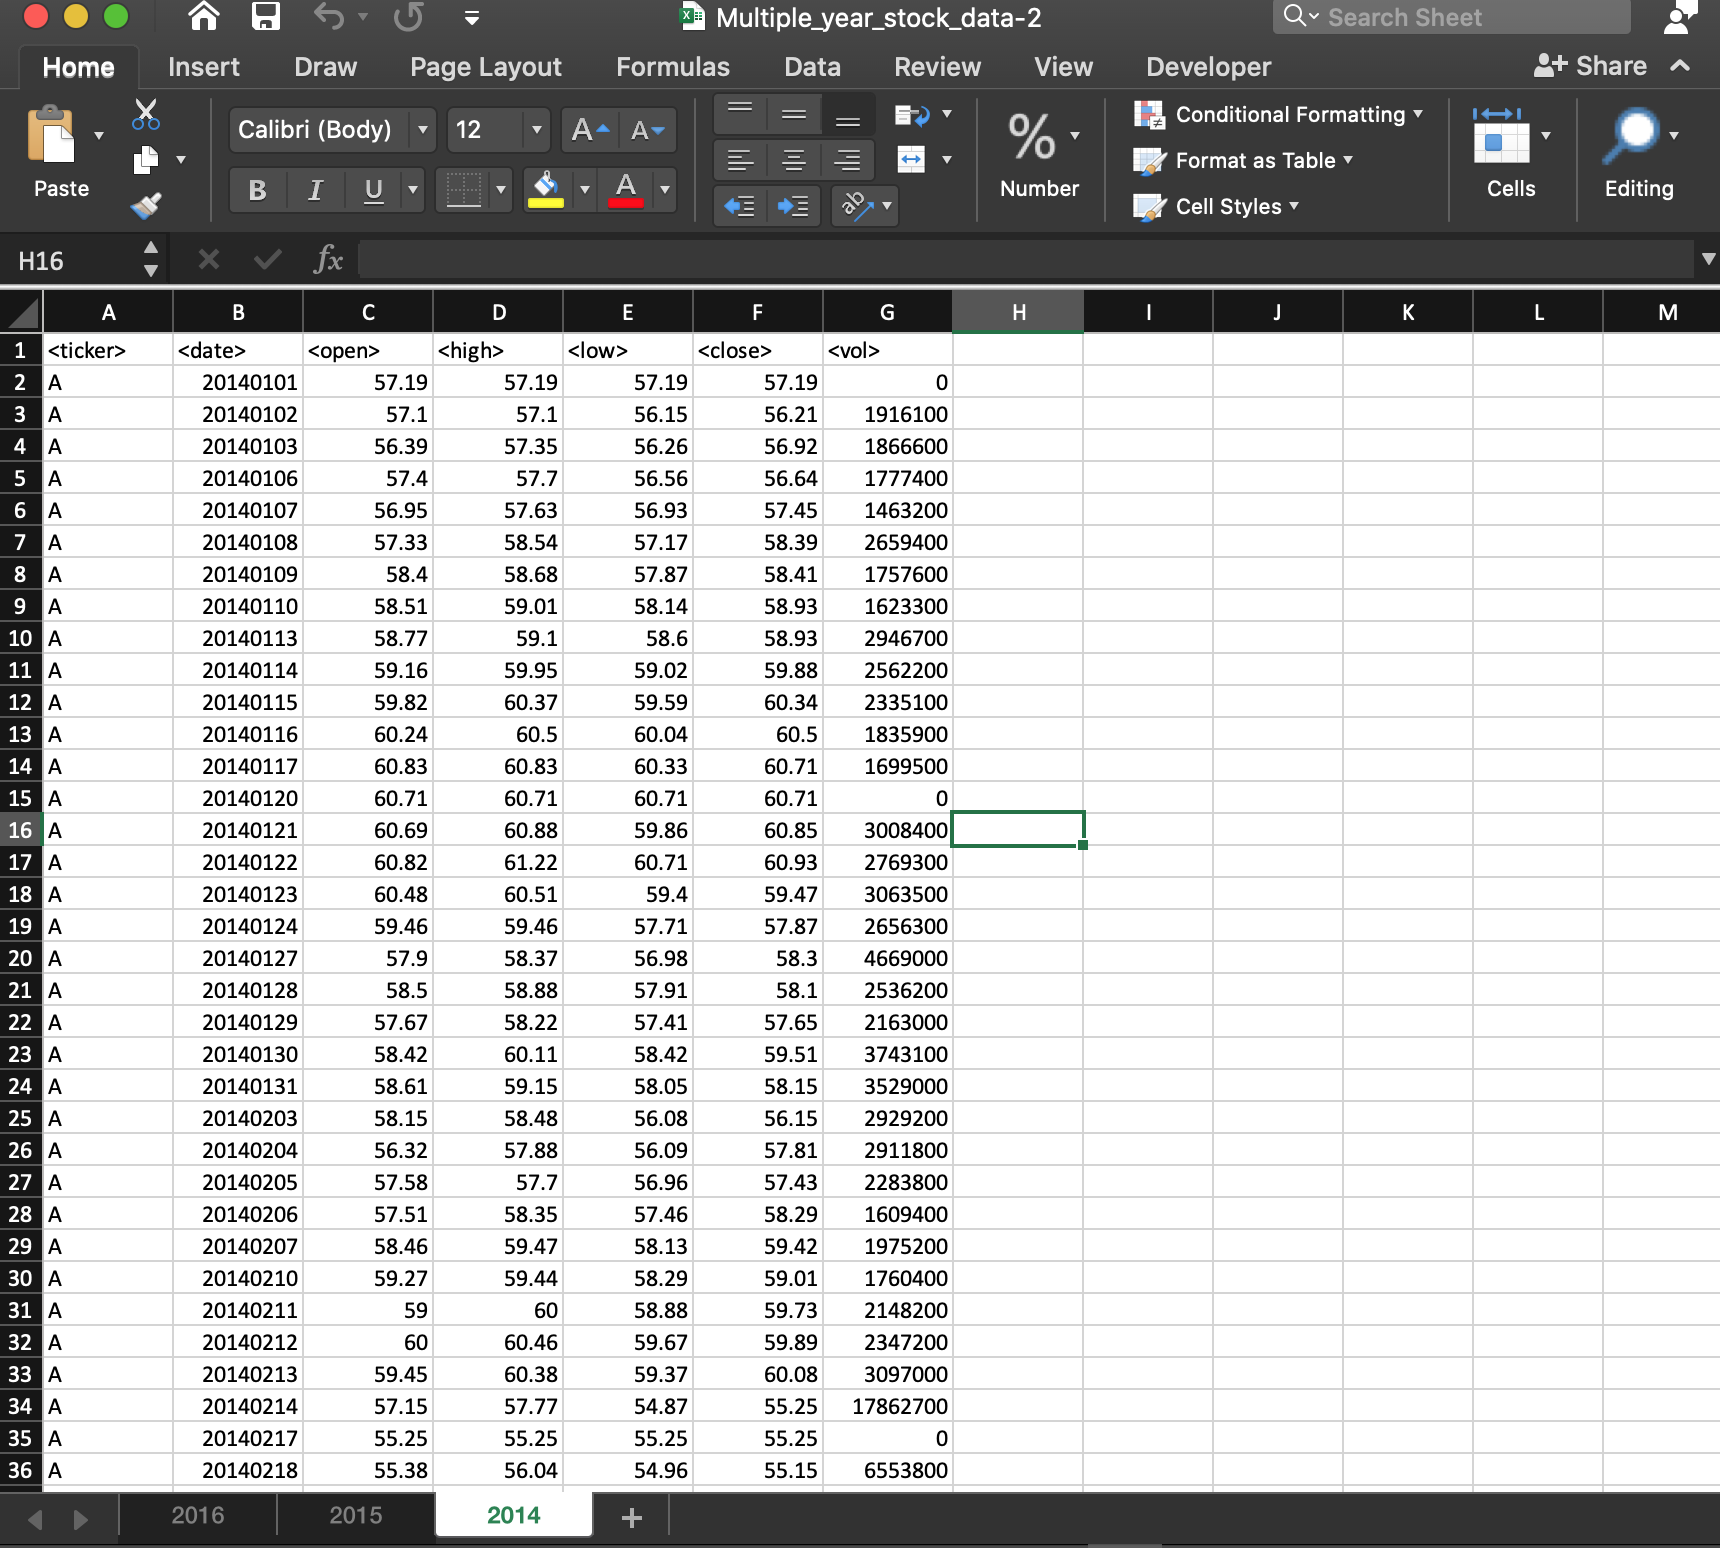 Multiple_year_stock_data-2
Search Sheet
Home Insert Draw Page Layout Formulas Data Review View Developer Share
Paste
Calibri (Body) 12 A A
B I U A
ab
% Number
Conditional Formatting
Format as Table
Cell Styles
Cells
Editing
H16 fx
A B C D E F G H I J K L M
1 <ticker> <date> <open> <high> <low> <close> <vol>
2 A 20140101 57.19 57.19 57.19 57.19 0
3 A 20140102 57.1 57.1 56.15 56.21 1916100
4 A 20140103 56.39 57.35 56.26 56.92 1866600
5 A 20140106 57.4 57.7 56.56 56.64 1777400
6 A 20140107 56.95 57.63 56.93 57.45 1463200
7 A 20140108 57.33 58.54 57.17 58.39 2659400
8 A 20140109 58.4 58.68 57.87 58.41 1757600
9 A 20140110 58.51 59.01 58.14 58.93 1623300
10 A 20140113 58.77 59.1 58.6 58.93 2946700
11 A 20140114 59.16 59.95 59.02 59.88 2562200
12 A 20140115 59.82 60.37 59.59 60.34 2335100
13 A 20140116 60.24 60.5 60.04 60.5 1835900
14 A 20140117 60.83 60.83 60.33 60.71 1699500
15 A 20140120 60.71 60.71 60.71 60.71 0
16 A 20140121 60.69 60.88 59.86 60.85 3008400
17 A 20140122 60.82 61.22 60.71 60.93 2769300
18 A 20140123 60.48 60.51 59.4 59.47 3063500
19 A 20140124 59.46 59.46 57.71 57.87 2656300
20 A 20140127 57.9 58.37 56.98 58.3 4669000
21 A 20140128 58.5 58.88 57.91 58.1 2536200
22 A 20140129 57.67 58.22 57.41 57.65 2163000
23 A 20140130 58.42 60.11 58.42 59.51 3743100
24 A 20140131 58.61 59.15 58.05 58.15 3529000
25 A 20140203 58.15 58.48 56.08 56.15 2929200
26 A 20140204 56.32 57.88 56.09 57.81 2911800
27 A 20140205 57.58 57.7 56.96 57.43 2283800
28 A 20140206 57.51 58.35 57.46 58.29 1609400
29 A 20140207 58.46 59.47 58.13 59.42 1975200
30 A 20140210 59.27 59.44 58.29 59.01 1760400
31 A 20140211 59 60 58.88 59.73 2148200
32 A 20140212 60 60.46 59.67 59.89 2347200
33 A 20140213 59.45 60.38 59.37 60.08 3097000
34 A 20140214 57.15 57.77 54.87 55.25 17862700
35 A 20140217 55.25 55.25 55.25 55.25 0
36 A 20140218 55.38 56.04 54.96 55.15 6553800
2016 2015 2014 +